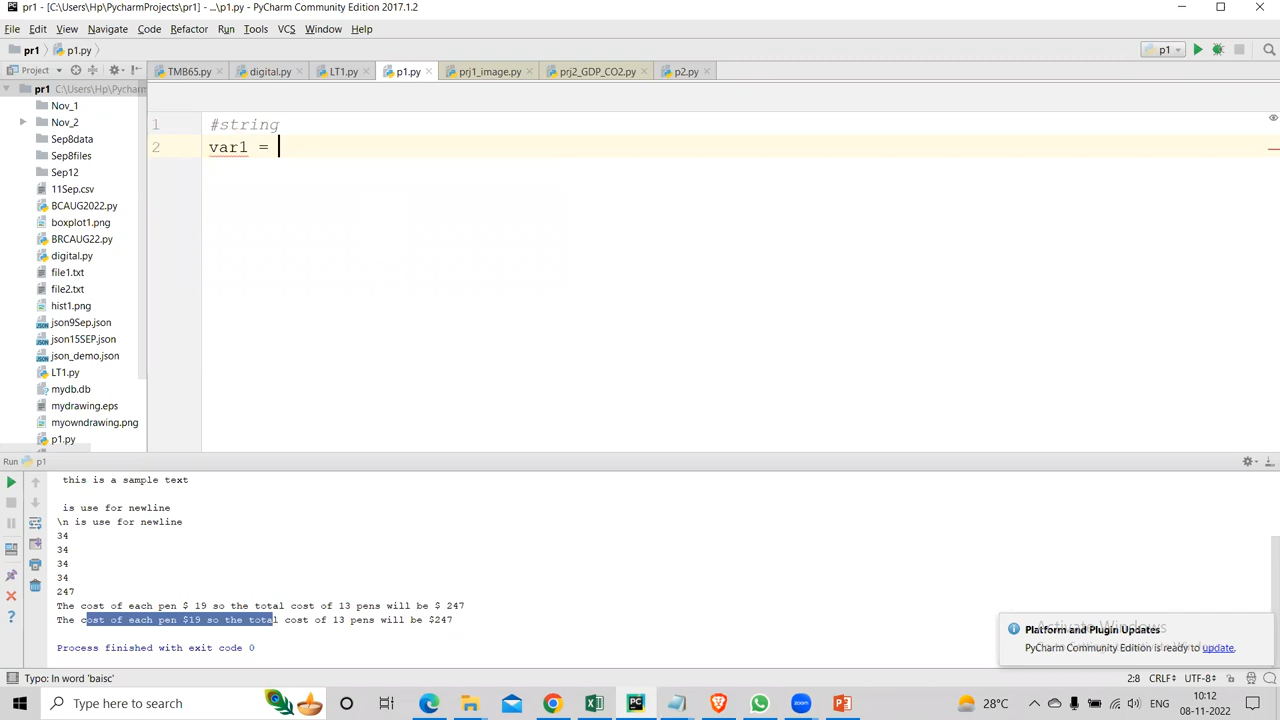 pr1 - [C:\Users\Hp\PycharmProjects\pr1] - ...\p1.py - PyCharm Community Edition 2017.1.2
File Edit View Navigate Code Refactor Run Tools VCS Window Help
pr1 p1.py p1
Project TMB65.py digital.py LT1.py p1.py prj1_image.py prj2_GDP_CO2.py p2.py
pr1 C:\Users\Hp\Pycharm
Nov_1
Nov_2
Sep8data
Sep8files
Sep12
11Sep.csv
BCAUG2022.py
boxplot1.png
BRCAUG22.py
digital.py
file1.txt
file2.txt
hist1.png
json9Sep.json
json15SEP.json
json_demo.json
LT1.py
mydb.db
mydrawing.eps
myowndrawing.png
p1.py
1 #string
2 var1 =
Run p1
this is a sample text
is use for newline
\n is use for newline
34
34
34
34
247
The cost of each pen $ 19 so the total cost of 13 pens will be $ 247
The cost of each pen $19 so the total cost of 13 pens will be $247
Process finished with exit code 0
Activate Windows
Platform and Plugin Updates
PyCharm Community Edition is ready to update.
Typo: In word 'baisc' 2:8 CRLF÷ UTF-8÷
Type here to search 28°C ENG 10:12
08-11-2022